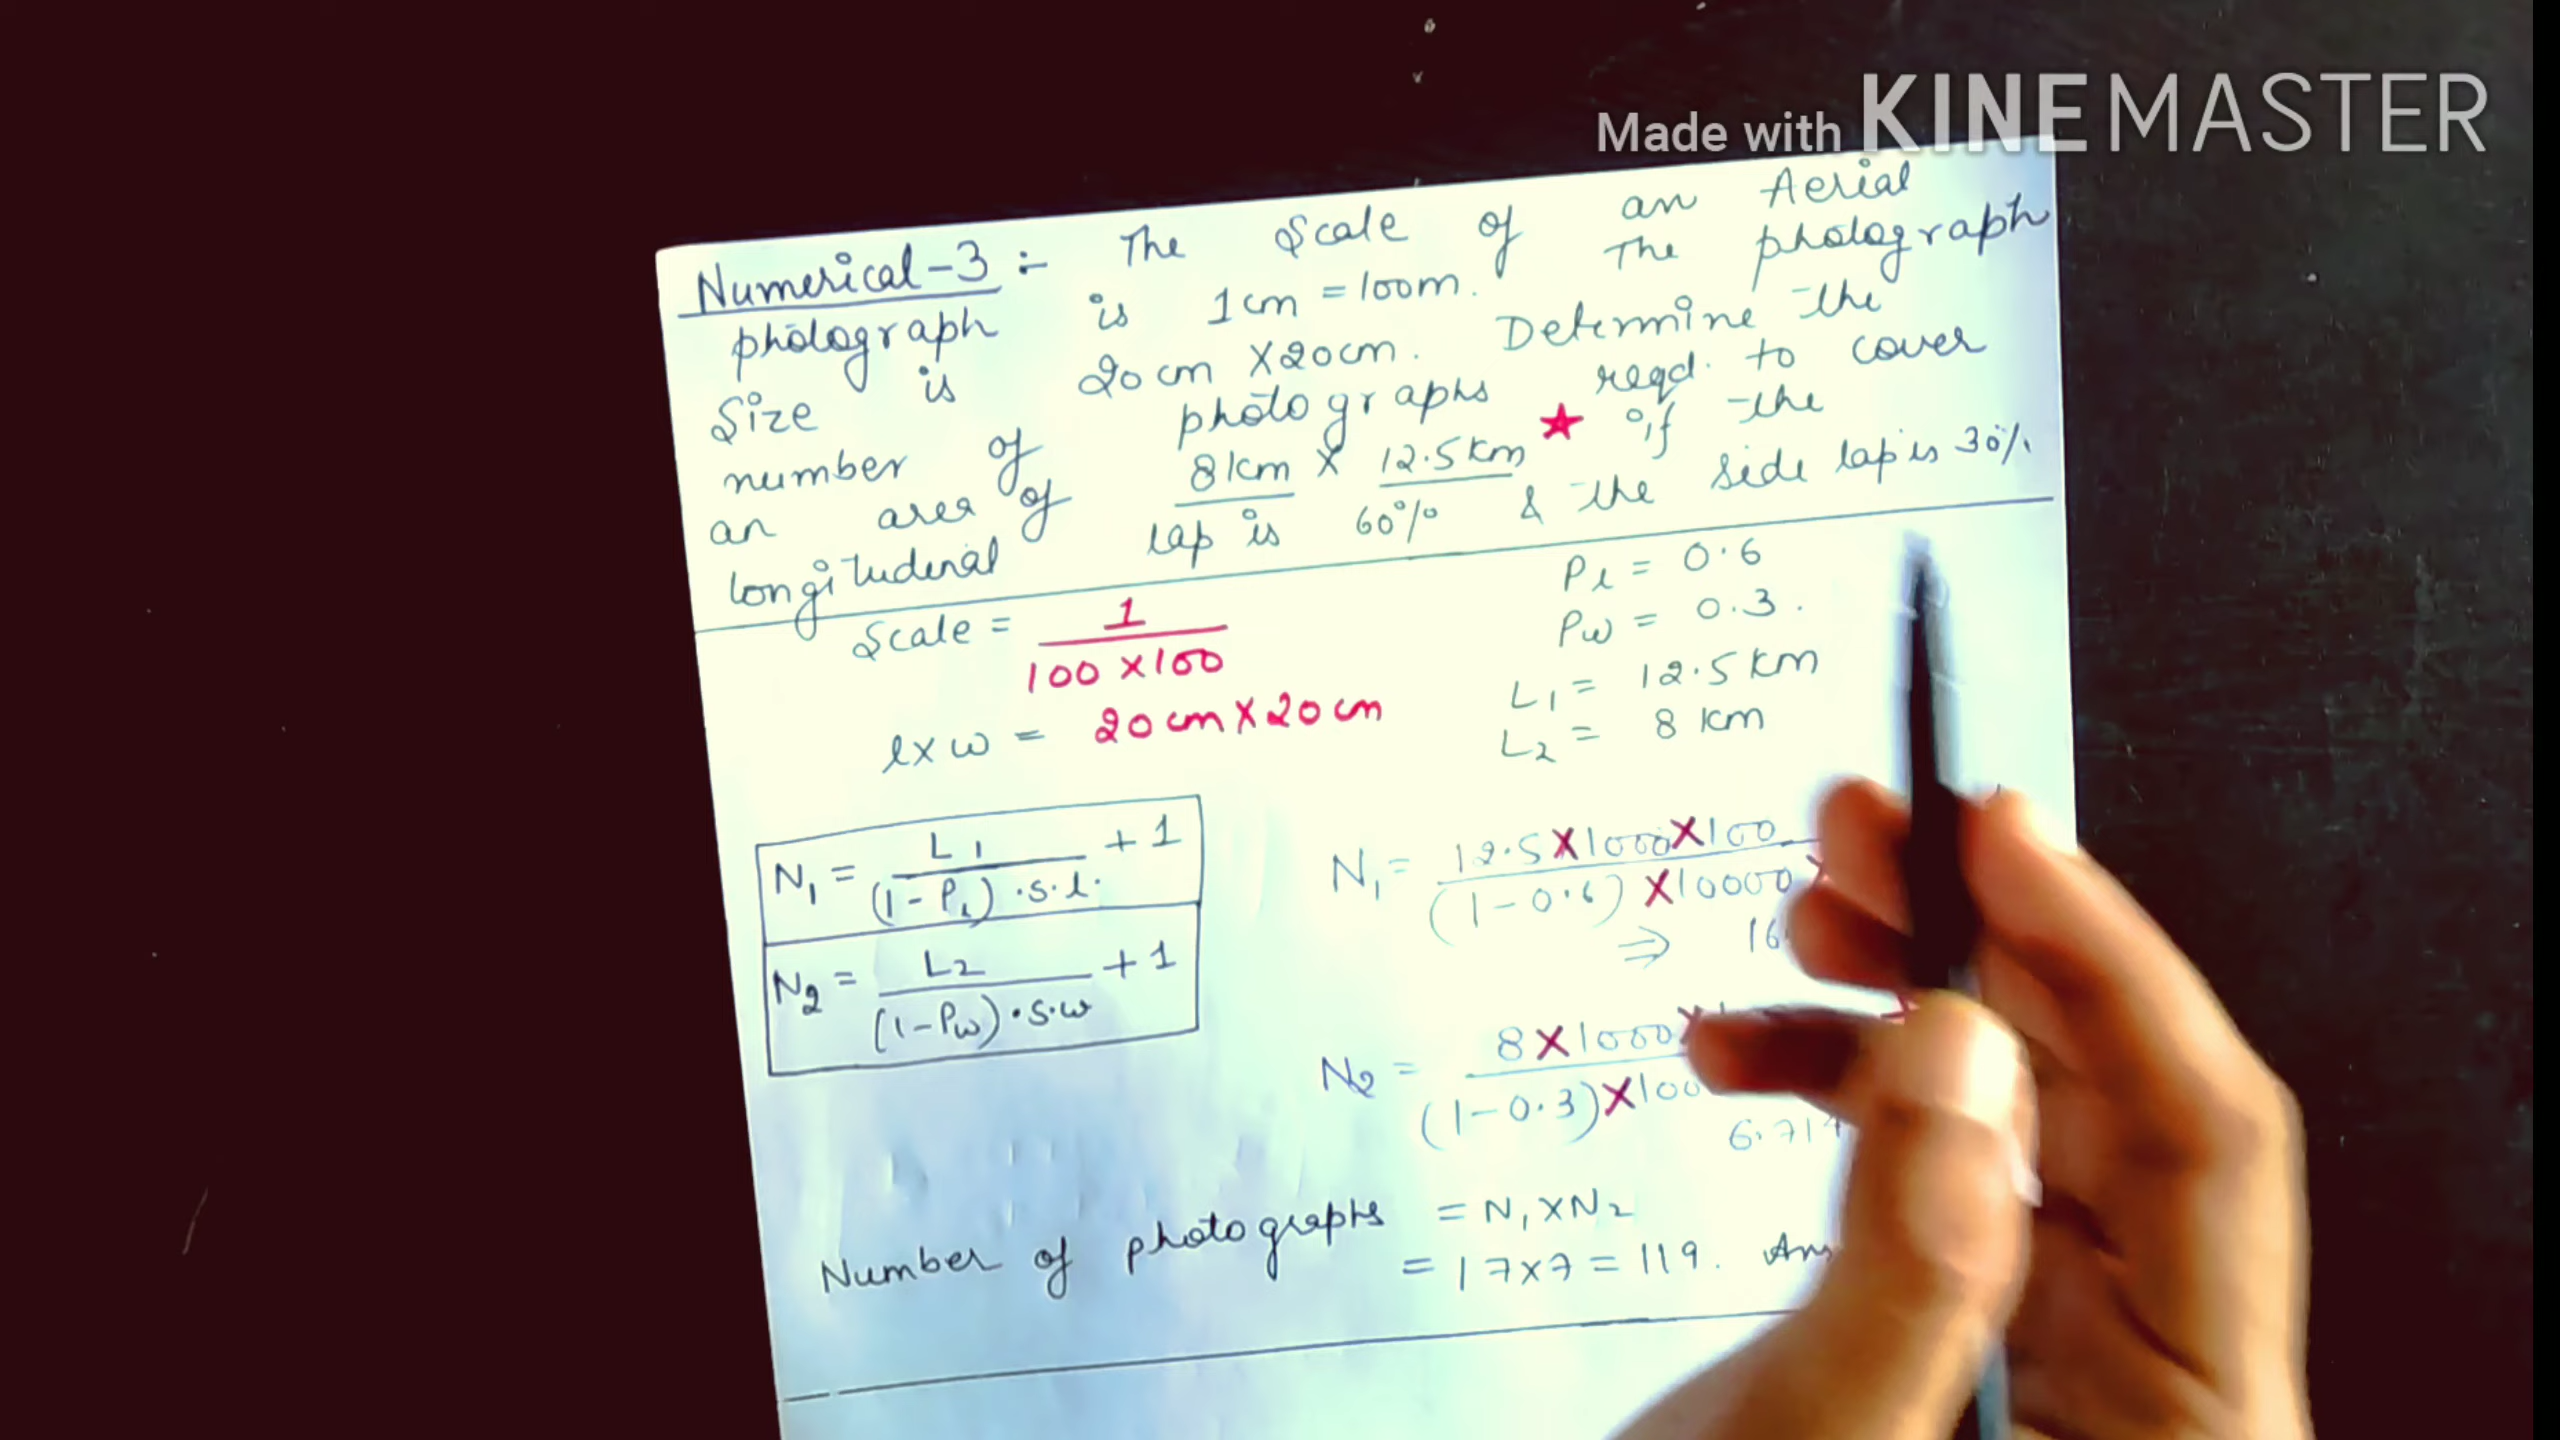 Made with KINEMASTER
Numerical-3 :- The Scale of an Aerial
photograph is 1cm = 100m. The photograph
Size is 20cm X 20cm. Determine the
number of photographs reqd. to cover
an area of 8km x 12.5km ★ if the
longitudinal lap is 60% & the side lap is 30%
Scale = 1 / 100 x 100
Pl = 0.6
Pw = 0.3.
l x w = 20cm X 20cm
L1 = 12.5 km
L2 = 8 km
N1 = L1 / (1 - Pl) . s . l . + 1
N2 = L2 / (1 - Pw) . s . w + 1
N1 = 12.5 X 1000 X 100 / (1 - 0.6) X 10000 X
⇒ 16
N2 = 8 X 1000 X / (1 - 0.3) X 100
6.714
Number of photographs = N1 X N2
= 17 x 7 = 119. Ans